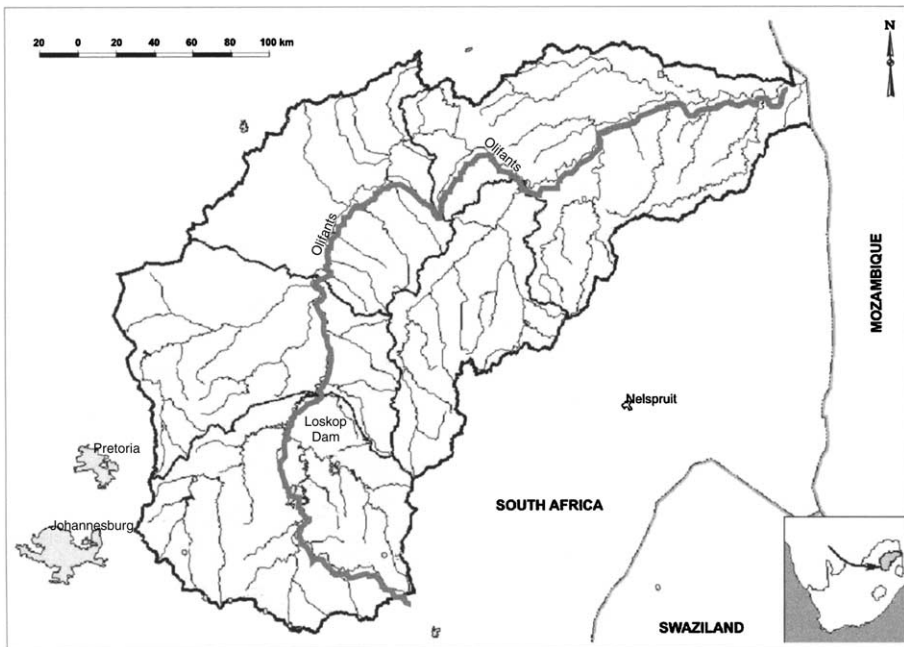 20 0 20 40 60 80 100 km
N
Olifants
Olifants
MOZAMBIQUE
Nelspruit
Loskop
Dam
Pretoria
SOUTH AFRICA
Johannesburg
SWAZILAND